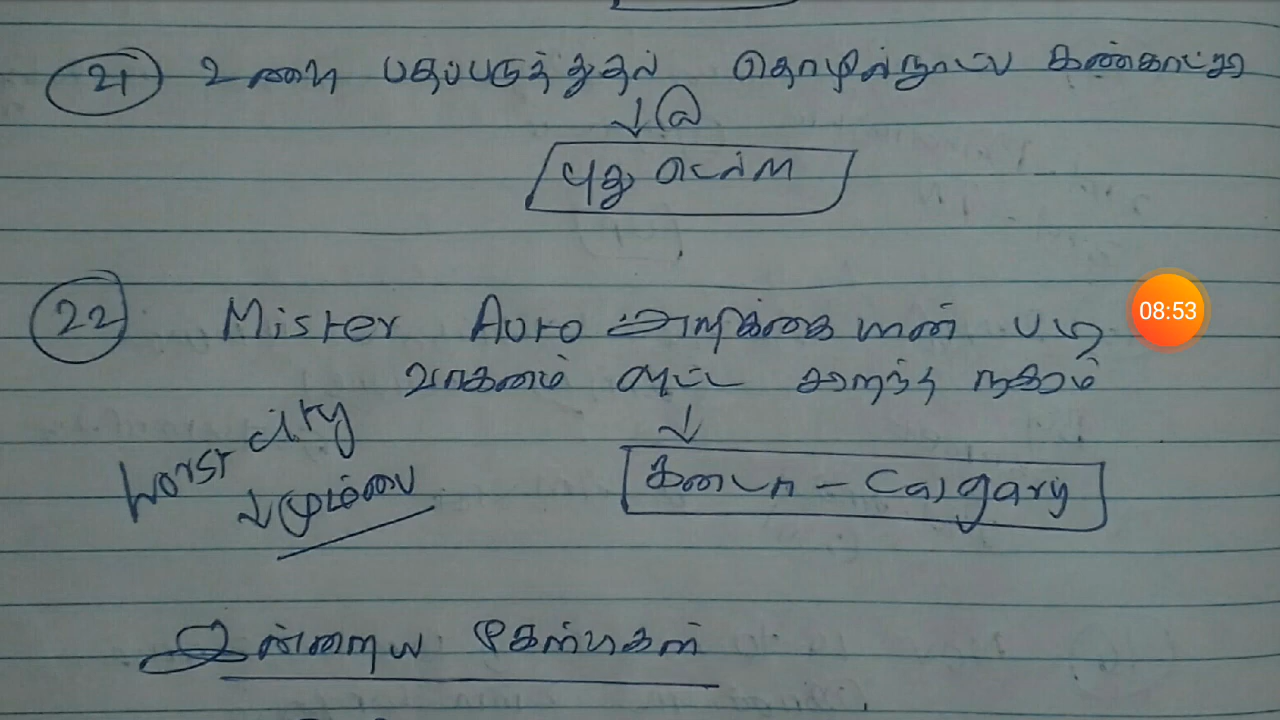 21 உணவு பதப்படுத்துதல் தொழில்நுட்ப கண்காட்சி
புது டெல்லி
22 Mister Auto அறிக்கையின் படி
08:53
வாகனம் ஓட்ட சிறந்த நகரம்
Worst city
மும்பை
கனடா - Calgary
இன்றைய கேள்விகள்